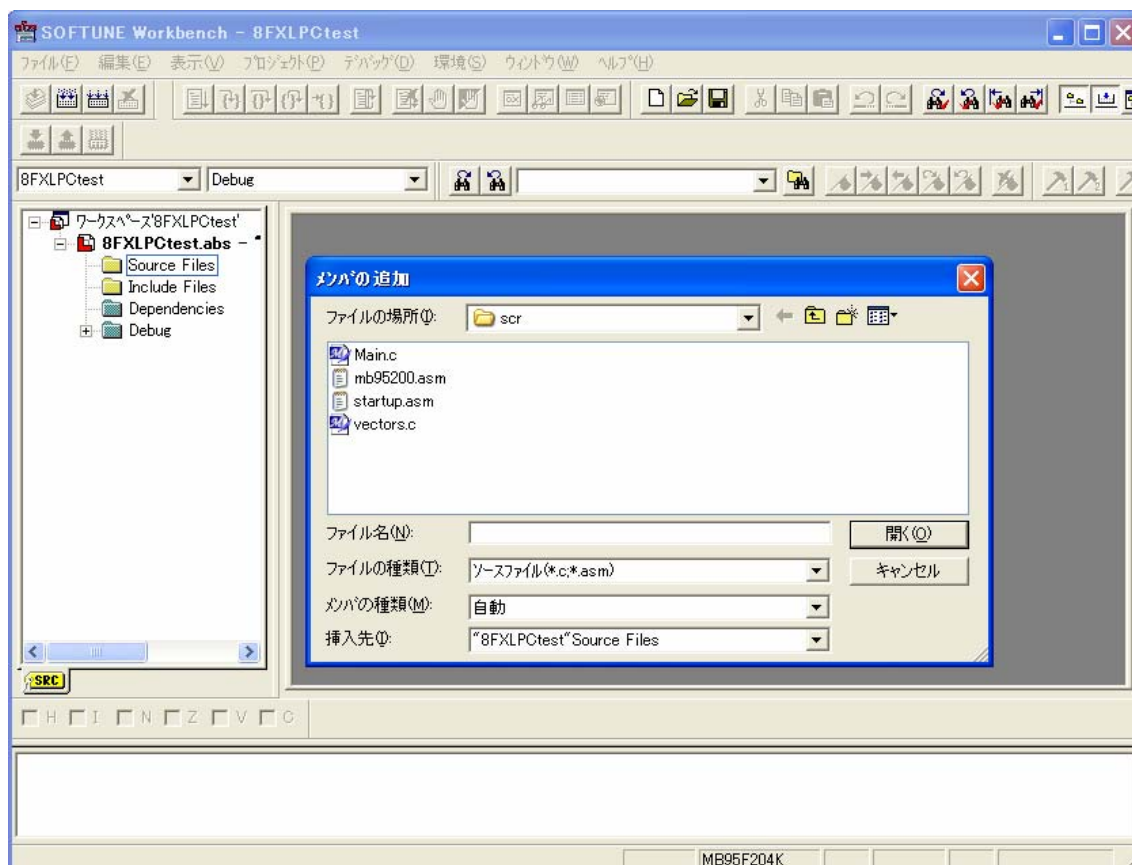 SOFTUNE Workbench - 8FXLPCtest
ファイル(F) 編集(E) 表示(V) プロジェクト(P) デバッグ(D) 環境(S) ウィンドウ(W) ヘルプ(H)
8FXLPCtest Debug
ワークスペース'8FXLPCtest'
8FXLPCtest.abs -
Source Files
Include Files
Dependencies
Debug
SRC
メンバの追加
ファイルの場所(I): scr
Main.c
mb95200.asm
startup.asm
vectors.c
ファイル名(N): 開く(O)
ファイルの種類(T): ソースファイル(*.c;*.asm) キャンセル
メンバの種類(M): 自動
挿入先(I): "8FXLPCtest"Source Files
H I N Z V C
MB95F204K